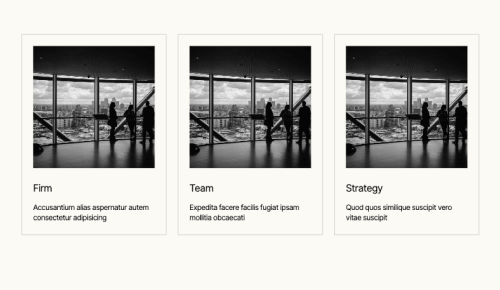 Firm
Accusantium alias aspernatur autem
consectetur adipisicing
Team
Expedita facere facilis fugiat ipsam
mollitia obcaecati
Strategy
Quod quos similique suscipit vero
vitae suscipit